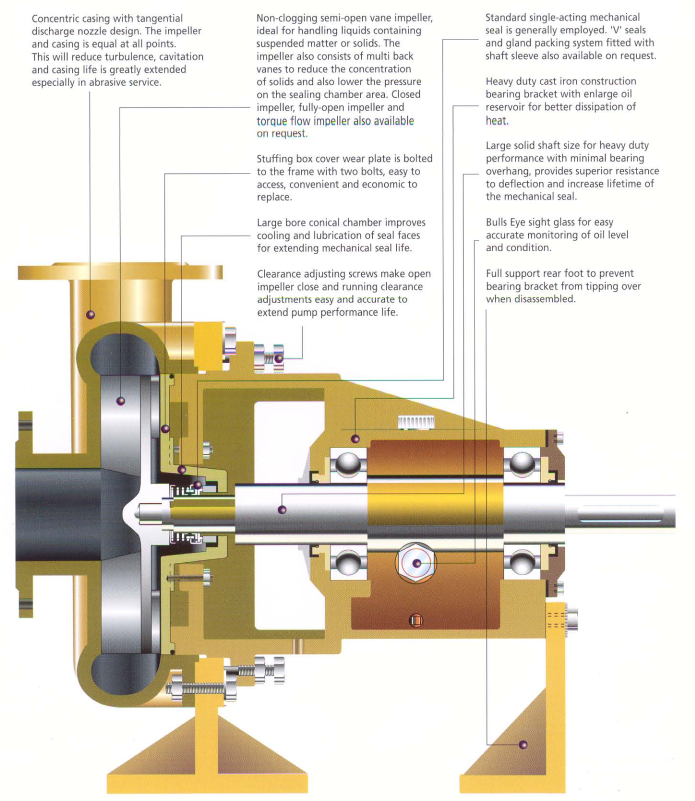 Concentric casing with tangential
discharge nozzle design. The impeller
and casing is equal at all points.
This will reduce turbulence, cavitation
and casing life is greatly extended
especially in abrasive service.
Non-clogging semi-open vane impeller,
ideal for handling liquids containing
suspended matter or solids. The
impeller also consists of multi back
vanes to reduce the concentration
of solids and also lower the pressure
on the sealing chamber area. Closed
impeller, fully-open impeller and
torque flow impeller also available
on request.
Stuffing box cover wear plate is bolted
to the frame with two bolts, easy to
access, convenient and economic to
replace.
Large bore conical chamber improves
cooling and lubrication of seal faces
for extending mechanical seal life.
Clearance adjusting screws make open
impeller close and running clearance
adjustments easy and accurate to
extend pump performance life.
Standard single-acting mechanical
seal is generally employed. 'V' seals
and gland packing system fitted with
shaft sleeve also available on request.
Heavy duty cast iron construction
bearing bracket with enlarge oil
reservoir for better dissipation of
heat.
Large solid shaft size for heavy duty
performance with minimal bearing
overhang, provides superior resistance
to deflection and increase lifetime of
the mechanical seal.
Bulls Eye sight glass for easy
accurate monitoring of oil level
and condition.
Full support rear foot to prevent
bearing bracket from tipping over
when disassembled.